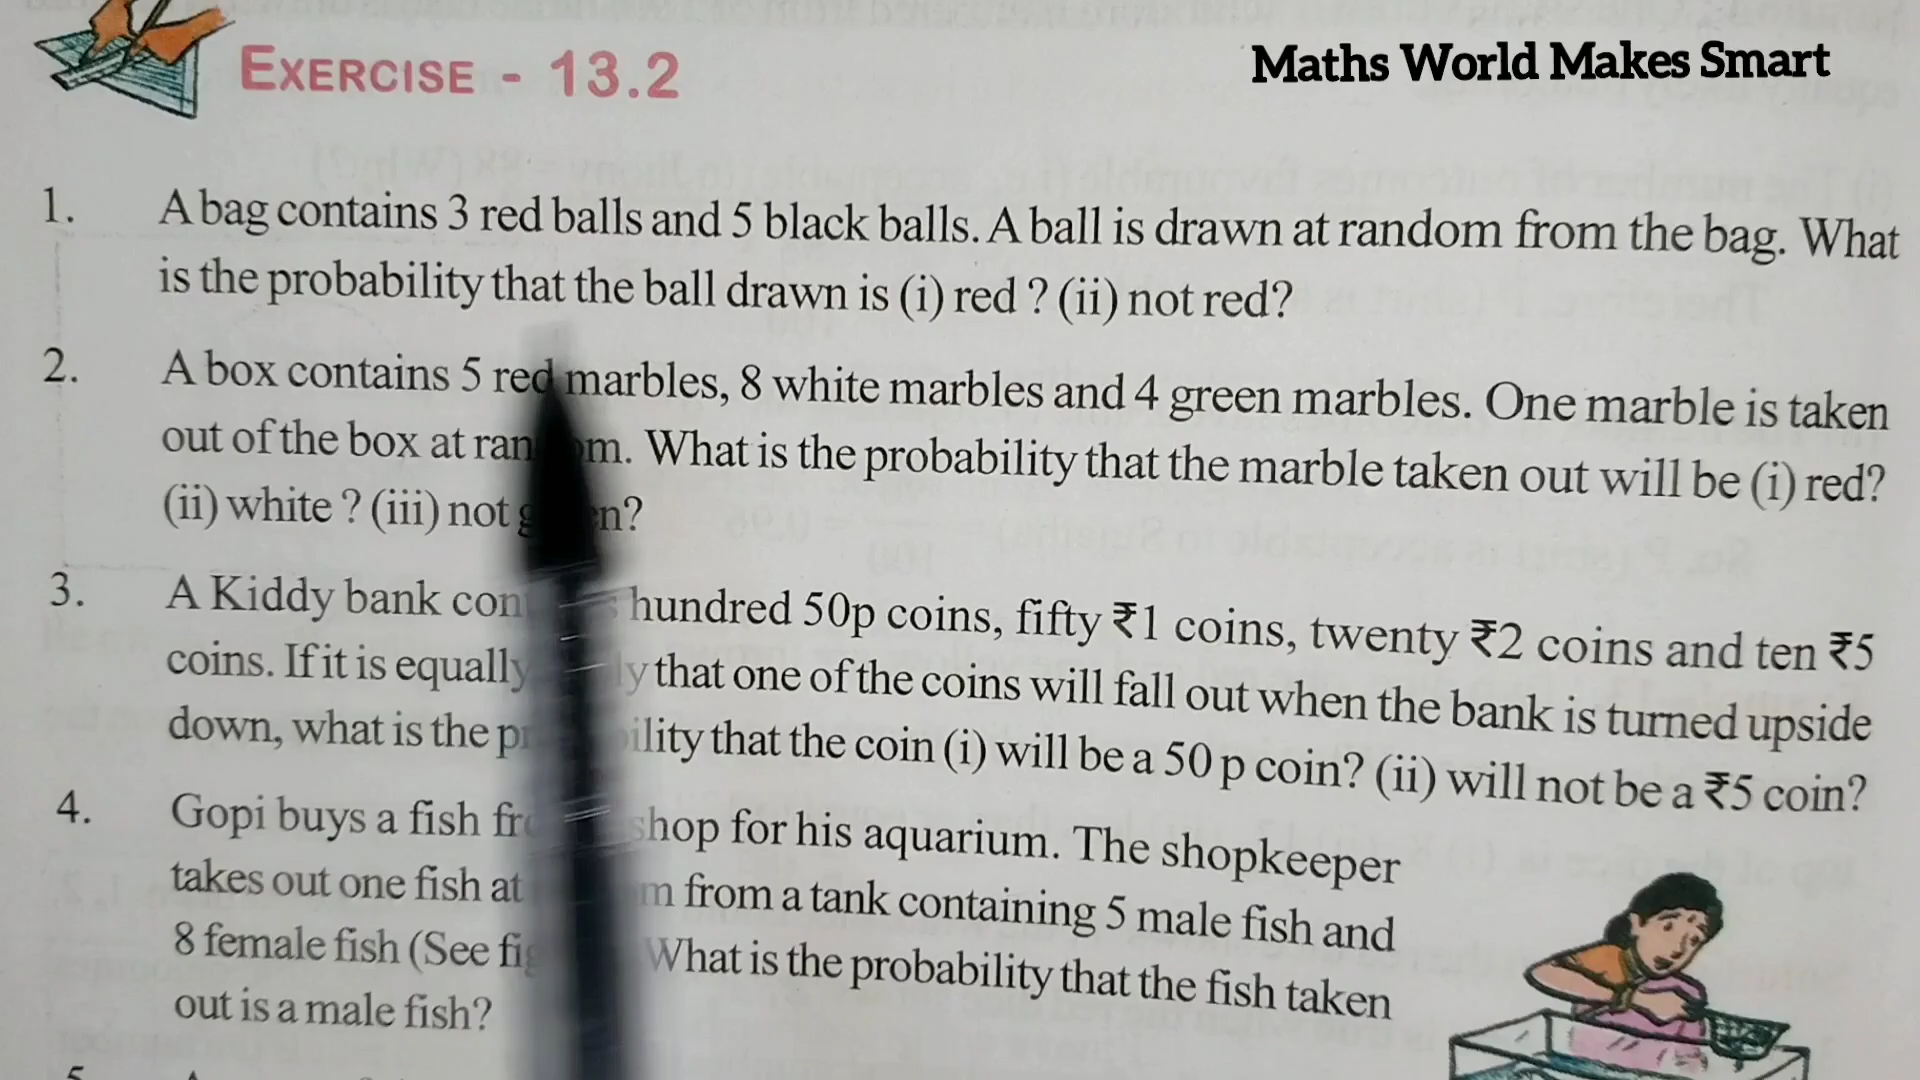 EXERCISE - 13.2
Maths World Makes Smart
1. A bag contains 3 red balls and 5 black balls. A ball is drawn at random from the bag. What
is the probability that the ball drawn is (i) red ? (ii) not red?
2. A box contains 5 red marbles, 8 white marbles and 4 green marbles. One marble is taken
out of the box at random. What is the probability that the marble taken out will be (i) red?
(ii) white ? (iii) not
3. A Kiddy bank hundred 50p coins, fifty ₹1 coins, twenty ₹2 coins and ten ₹5
coins. If it is equally that one of the coins will fall out when the bank is turned upside
down, what is the that the coin (i) will be a 50 p coin? (ii) will not be a ₹5 coin?
4. Gopi buys a fish shop for his aquarium. The shopkeeper
takes out one fish at from a tank containing 5 male fish and
8 female fish (See What is the probability that the fish taken
out is a male fish?